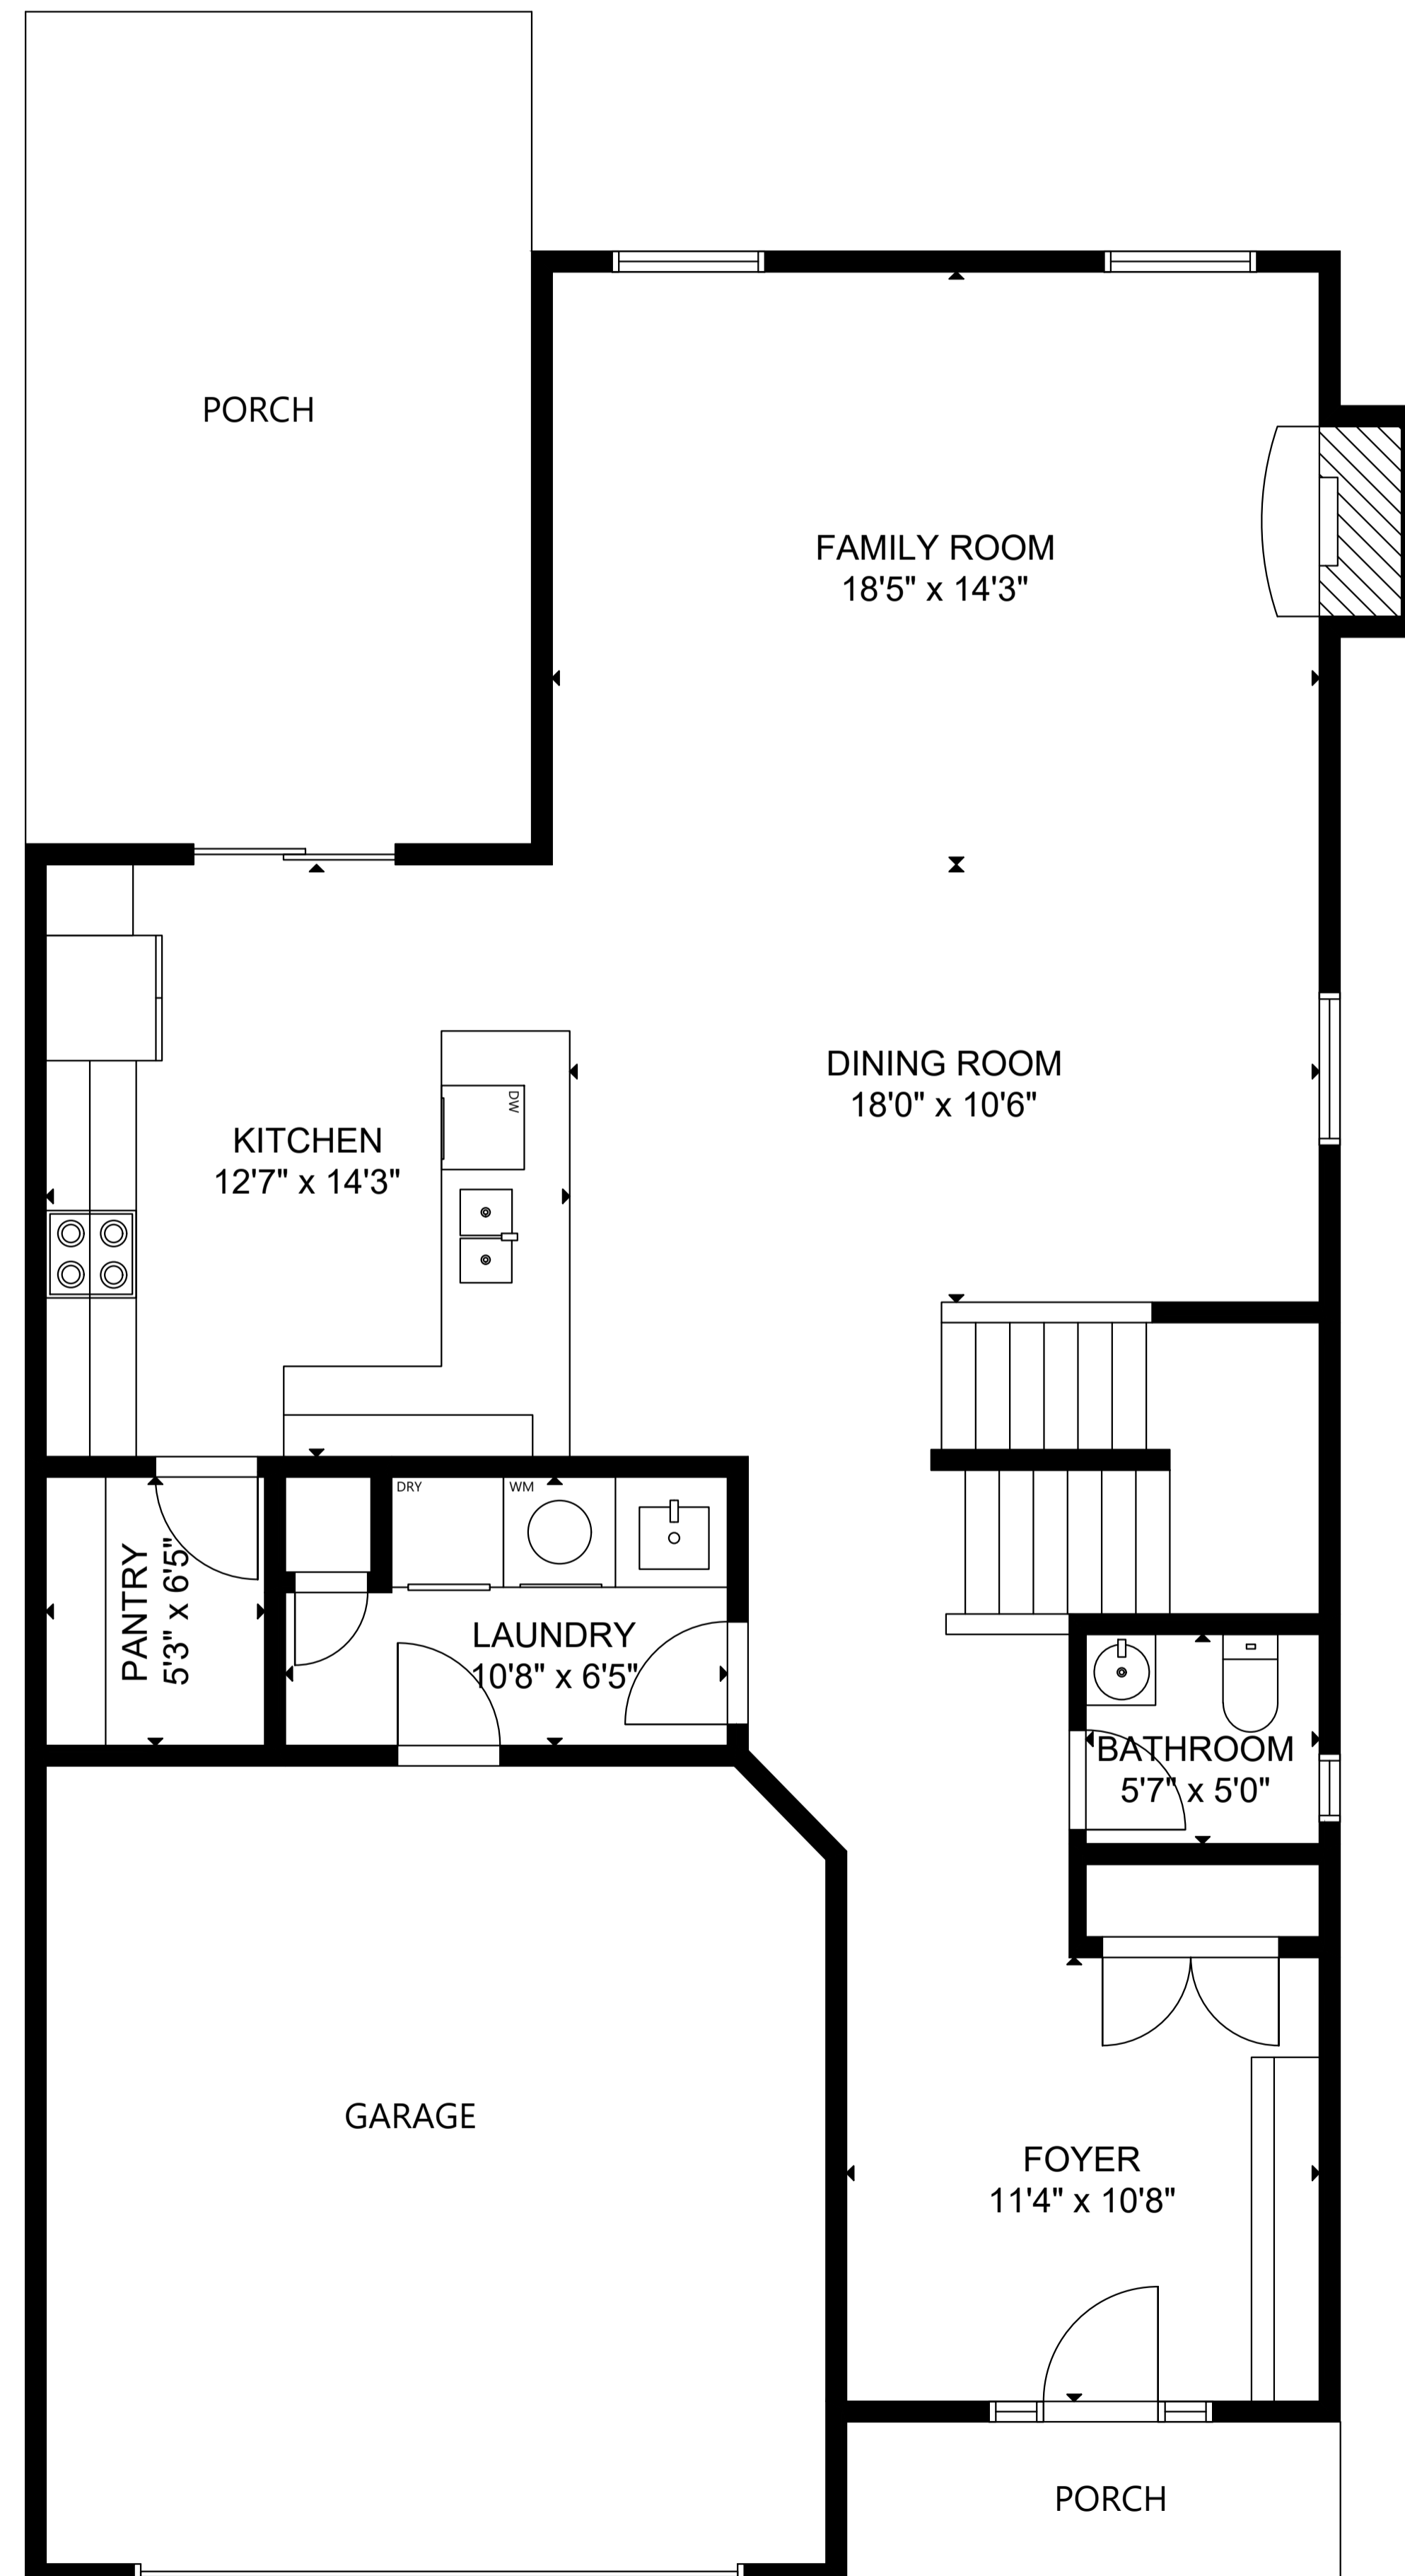 PORCH
FAMILY ROOM
18'5" x 14'3"
DINING ROOM
18'0" x 10'6"
DW
KITCHEN
12'7" x 14'3"
DRY
WM
PANTRY
5'3" x 6'5"
LAUNDRY
10'8" x 6'5"
BATHROOM
5'7" x 5'0"
GARAGE
FOYER
11'4" x 10'8"
PORCH